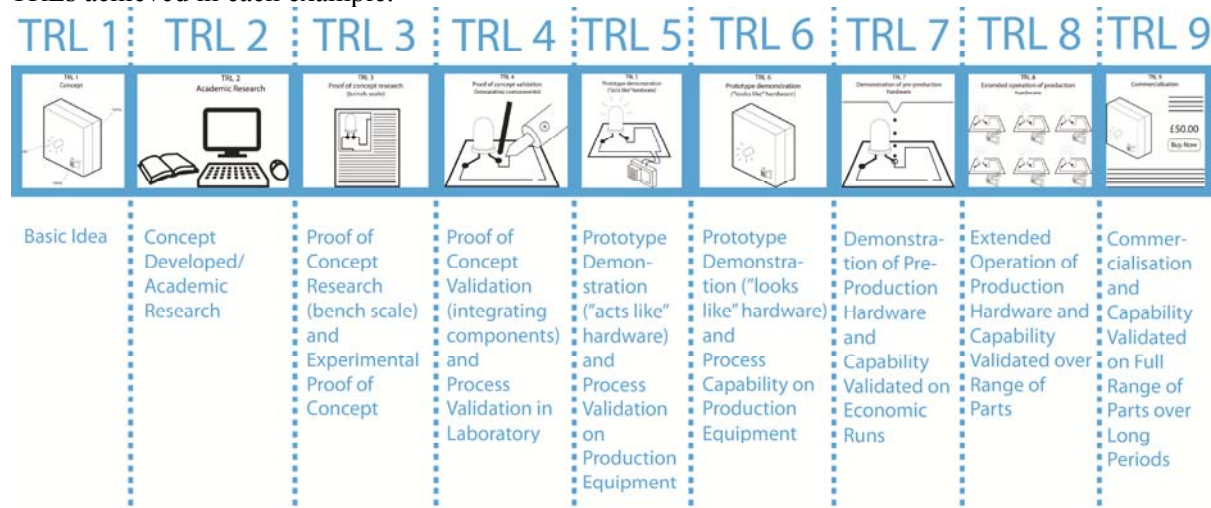 TRLs achieved in each example.
TRL 1
TRL 2
TRL 3
TRL 4
TRL 5
TRL 6
TRL 7
TRL 8
TRL 9
TRL 1
Concept
TRL 2
Academic Research
TRL 3
Proof of concept research
(bench-scale)
TRL 4
Proof of concept validation
(integrating components)
TRL 5
Prototype demonstration
("acts like" hardware)
TRL 6
Prototype demonstration
("looks like" hardware)
TRL 7
Demonstration of pre-production
hardware
TRL 8
Extended operation of production
hardware
TRL 9
Commercialisation
£50.00
Buy Now
Basic Idea
Concept
Developed/
Academic
Research
Proof of
Concept
Research
(bench scale)
and
Experimental
Proof of
Concept
Proof of
Concept
Validation
(integrating
components)
and
Process
Validation in
Laboratory
Prototype
Demon-
stration
("acts like"
hardware)
and
Process
Validation
on
Production
Equipment
Prototype
Demonstra-
tion ("looks
like" hardware)
and
Process
Capability on
Production
Equipment
Demonstra-
tion of Pre-
Production
Hardware
and
Capability
Validated on
Economic
Runs
Extended
Operation of
Production
Hardware and
Capability
Validated over
Range of
Parts
Commer-
cialisation
and
Capability
Validated
on Full
Range of
Parts over
Long
Periods